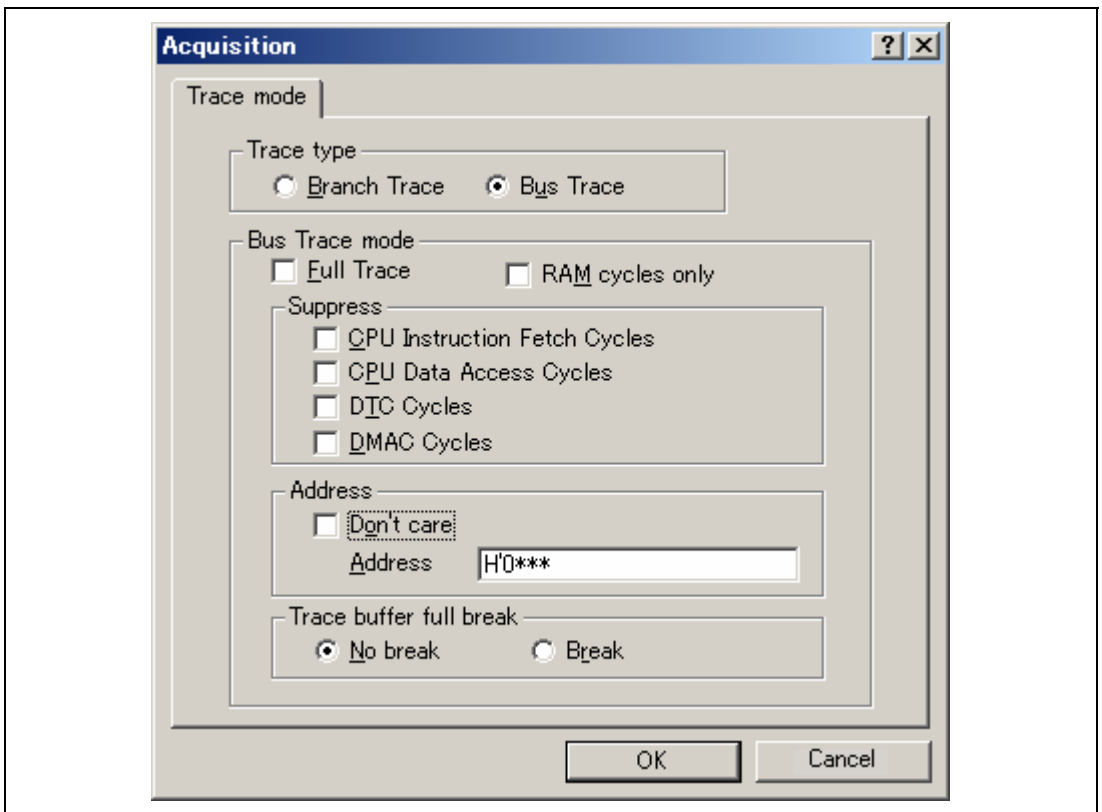 Acquisition
Trace mode
Trace type
Branch Trace Bus Trace
Bus Trace mode
Full Trace RAM cycles only
Suppress
CPU Instruction Fetch Cycles
CPU Data Access Cycles
DTC Cycles
DMAC Cycles
Address
Don't care
Address H'0***
Trace buffer full break
No break Break
OK Cancel